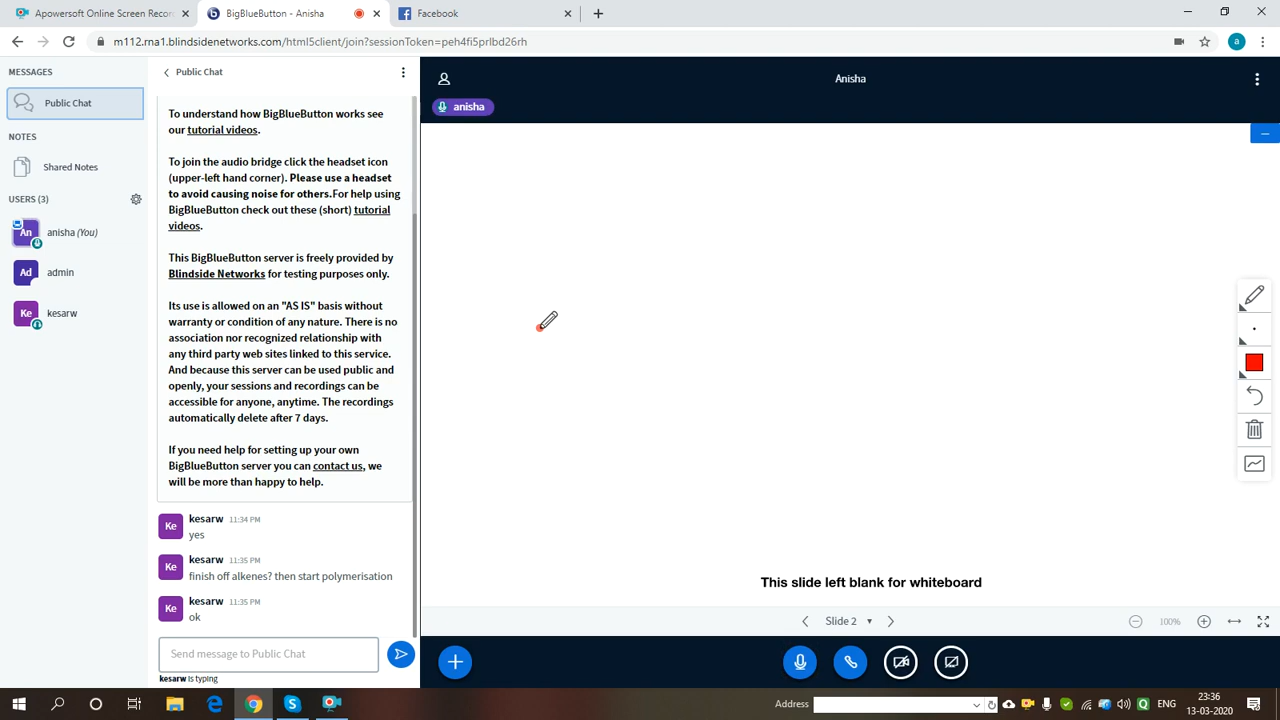 Apowersoft Online Screen Recor
BigBlueButton - Anisha
Facebook
m112.rna1.blindsidenetworks.com/html5client/join?sessionToken=peh4fi5prlbd26rh
a
MESSAGES
Public Chat
NOTES
Shared Notes
USERS (3)
An
anisha (You)
Ad
admin
Ke
kesarw
Public Chat
To understand how BigBlueButton works see
our tutorial videos.
To join the audio bridge click the headset icon
(upper-left hand corner). Please use a headset
to avoid causing noise for others.For help using
BigBlueButton check out these (short) tutorial
videos.
This BigBlueButton server is freely provided by
Blindside Networks for testing purposes only.
Its use is allowed on an "AS IS" basis without
warranty or condition of any nature. There is no
association nor recognized relationship with
any third party web sites linked to this service.
And because this server can be used public and
openly, your sessions and recordings can be
accessible for anyone, anytime. The recordings
automatically delete after 7 days.
If you need help for setting up your own
BigBlueButton server you can contact us, we
will be more than happy to help.
Ke
kesarw 11:34 PM
yes
Ke
kesarw 11:35 PM
finish off alkenes? then start polymerisation
Ke
kesarw 11:35 PM
ok
Send message to Public Chat
kesarw is typing
Anisha
anisha
This slide left blank for whiteboard
Slide 2
100%
Address
ENG
23:36
13-03-2020